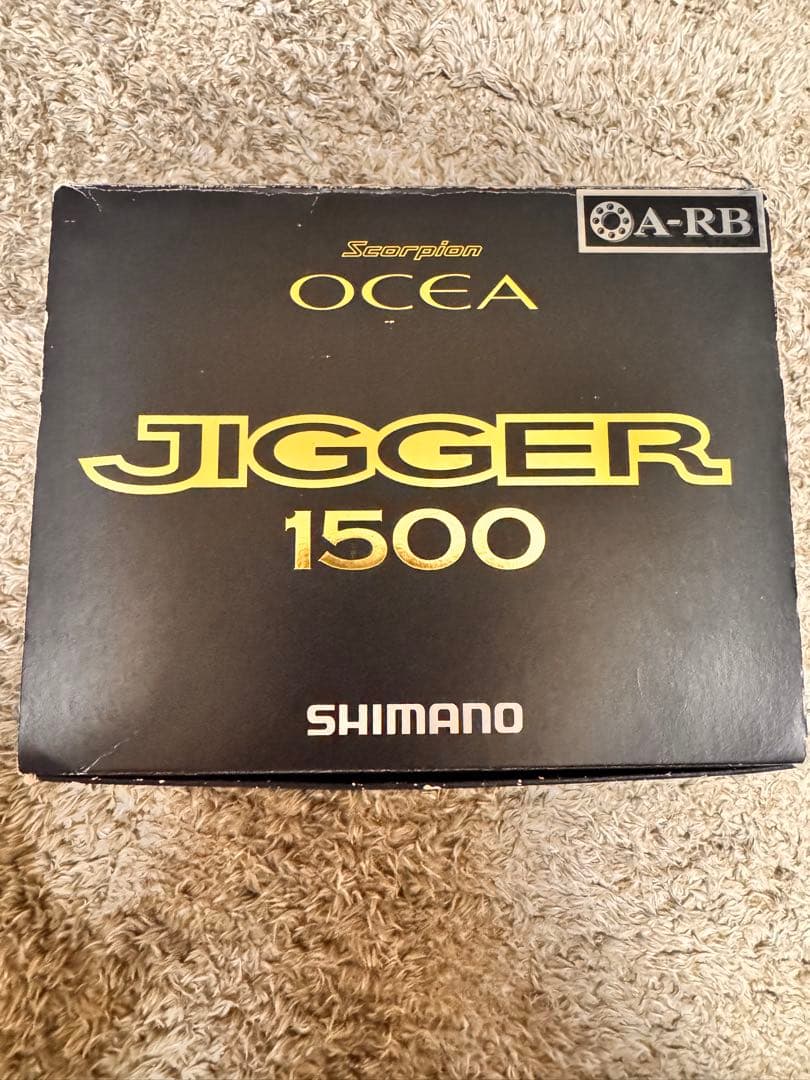 A-RB
Scorpion
OCEA
JIGGER
1500
SHIMANO